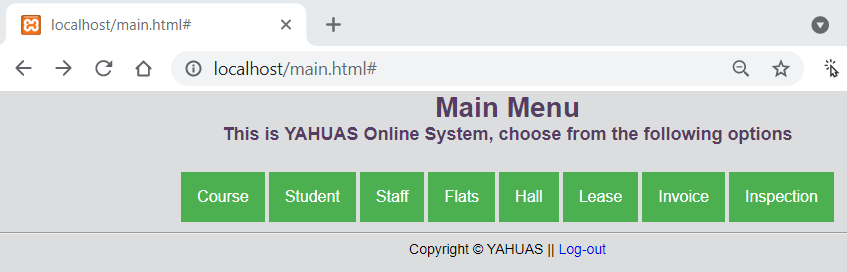 localhost/main.html#
localhost/main.html#
Main Menu
This is YAHUAS Online System, choose from the following options
Course Student Staff Flats Hall Lease Invoice Inspection
Copyright © YAHUAS || Log-out